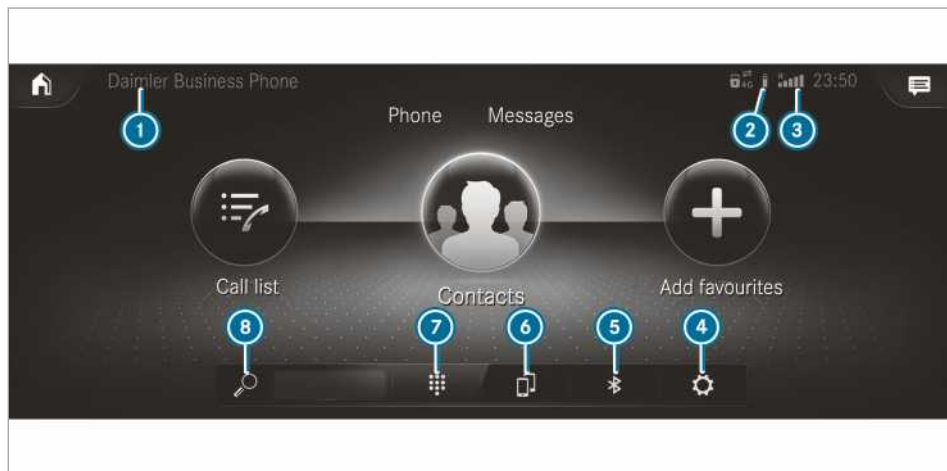 Daimler Business Phone 4G R 23:50
Phone Messages
Call list Contacts Add favourites
1
2
3
8
7
6
5
4